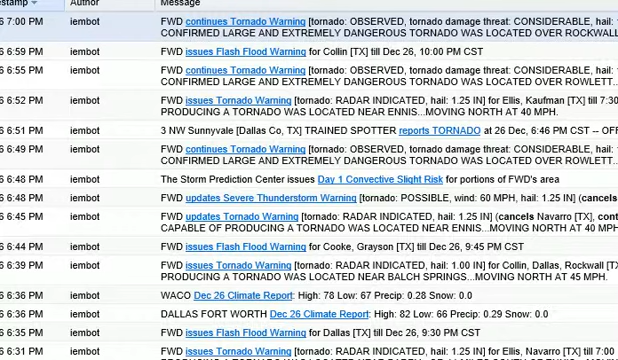 estamp Author Message
6 7:00 PM iembot FWD continues Tornado Warning [tornado: OBSERVED, tornado damage threat: CONSIDERABLE, hail:
CONFIRMED LARGE AND EXTREMELY DANGEROUS TORNADO WAS LOCATED OVER ROCKWALL
6 6:59 PM iembot FWD issues Flash Flood Warning for Collin [TX] till Dec 26, 10:00 PM CST
6 6:55 PM iembot FWD continues Tornado Warning [tornado: OBSERVED, tornado damage threat: CONSIDERABLE, hail:
CONFIRMED LARGE AND EXTREMELY DANGEROUS TORNADO WAS LOCATED OVER ROWLETT...
6 6:52 PM iembot FWD issues Tornado Warning [tornado: RADAR INDICATED, hail: 1.25 IN] for Ellis, Kaufman [TX] till 7:30
PRODUCING A TORNADO WAS LOCATED NEAR ENNIS...MOVING NORTH AT 40 MPH.
6 6:51 PM iembot 3 NW Sunnyvale [Dallas Co, TX] TRAINED SPOTTER reports TORNADO at 26 Dec, 6:46 PM CST -- OFF
6 6:49 PM iembot FWD continues Tornado Warning [tornado: OBSERVED, tornado damage threat: CONSIDERABLE, hail:
CONFIRMED LARGE AND EXTREMELY DANGEROUS TORNADO WAS LOCATED OVER ROWLETT...
6 6:48 PM iembot The Storm Prediction Center issues Day 1 Convective Slight Risk for portions of FWD's area
6 6:48 PM iembot FWD updates Severe Thunderstorm Warning [tornado: POSSIBLE, wind: 60 MPH, hail: 1.25 IN] (cancels
6 6:45 PM iembot FWD updates Tornado Warning [tornado: RADAR INDICATED, hail: 1.25 IN] (cancels Navarro [TX], cont
CAPABLE OF PRODUCING A TORNADO WAS LOCATED NEAR ENNIS...MOVING NORTH AT 40 MPH
6 6:44 PM iembot FWD issues Flash Flood Warning for Cooke, Grayson [TX] till Dec 26, 9:45 PM CST
6 6:39 PM iembot FWD issues Tornado Warning [tornado: RADAR INDICATED, hail: 1.00 IN] for Collin, Dallas, Rockwall [T
PRODUCING A TORNADO WAS LOCATED NEAR BALCH SPRINGS...MOVING NORTH AT 45 MPH.
6 6:36 PM iembot WACO Dec 26 Climate Report: High: 78 Low: 67 Precip: 0.28 Snow: 0.0
6 6:36 PM iembot DALLAS FORT WORTH Dec 26 Climate Report: High: 82 Low: 66 Precip: 0.29 Snow: 0.0
6 6:35 PM iembot FWD issues Flash Flood Warning for Dallas [TX] till Dec 26, 9:30 PM CST
6 6:31 PM iembot FWD issues Tornado Warning [tornado: RADAR INDICATED, hail: 1.25 IN] for Ellis, Navarro [TX] till 7:00